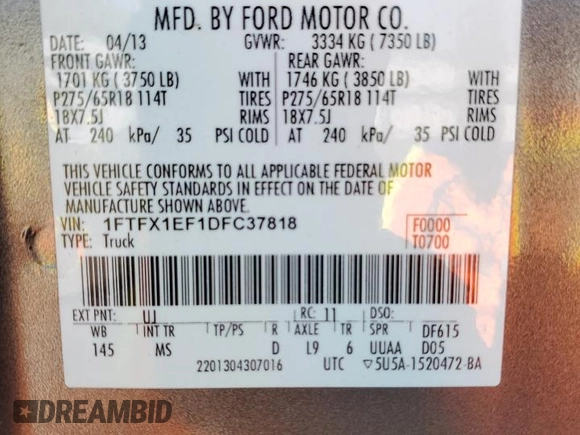 MFD. BY FORD MOTOR CO.
DATE: 04/13 GVWR: 3334 KG ( 7350 LB)
FRONT GAWR: REAR GAWR:
1701 KG ( 3750 LB) WITH 1746 KG ( 3850 LB) WITH
P275/65R18 114T TIRES P275/65R18 114T TIRES
18X7.5J RIMS 18X7.5J RIMS
AT 240 kPa/ 35 PSI COLD AT 240 kPa/ 35 PSI COLD
THIS VEHICLE CONFORMS TO ALL APPLICABLE FEDERAL MOTOR
VEHICLE SAFETY STANDARDS IN EFFECT ON THE DATE OF
MANUFACTURE SHOWN ABOVE.
VIN: 1FTFX1EF1DFC37818 F0000
TYPE: Truck T0700
EXT PNT: UJ RC: 11 DSO:
WB INT TR TP/PS R AXLE TR SPR DF615
145 MS D L9 6 UUAA D05
2201304307016 UTC ▽5U5A-1520472-BA
DREAMBID